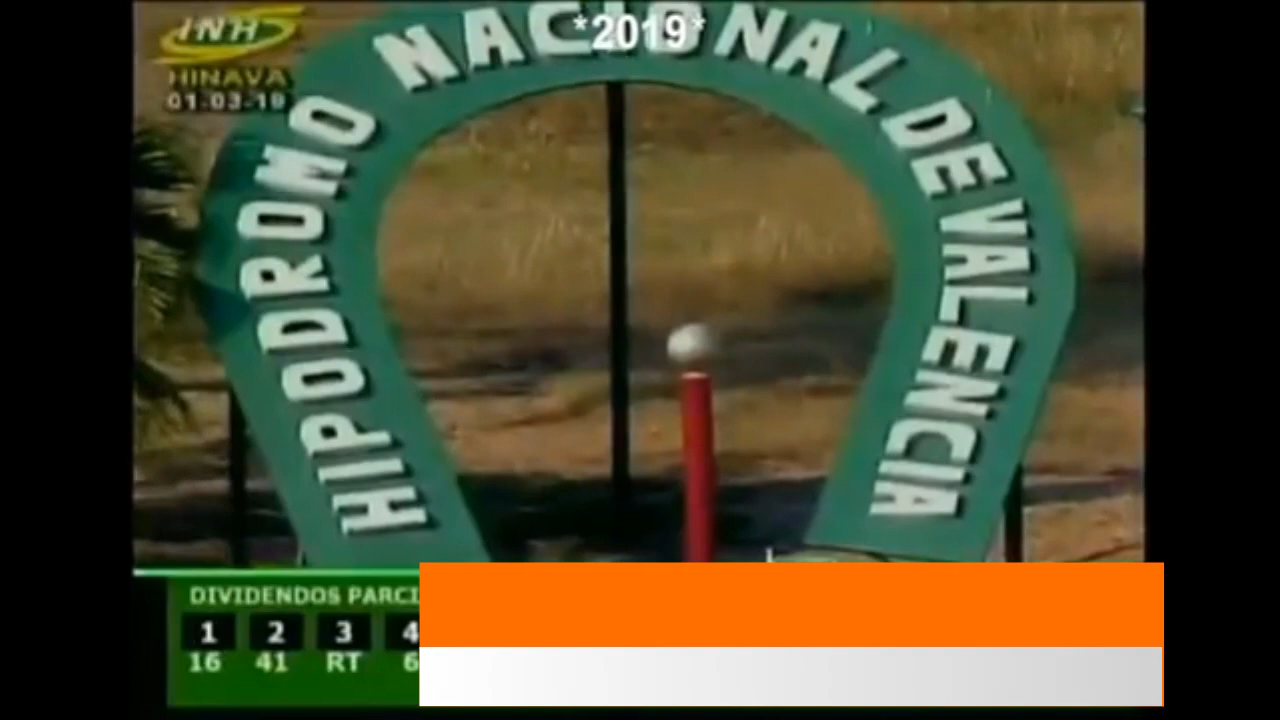 *2019*
INH
HINAVA
01-03-19
HIPODROMO NACIONAL DE VALENCIA
DIVIDENDOS PARCI
1 2 3 4
16 41 RT 6